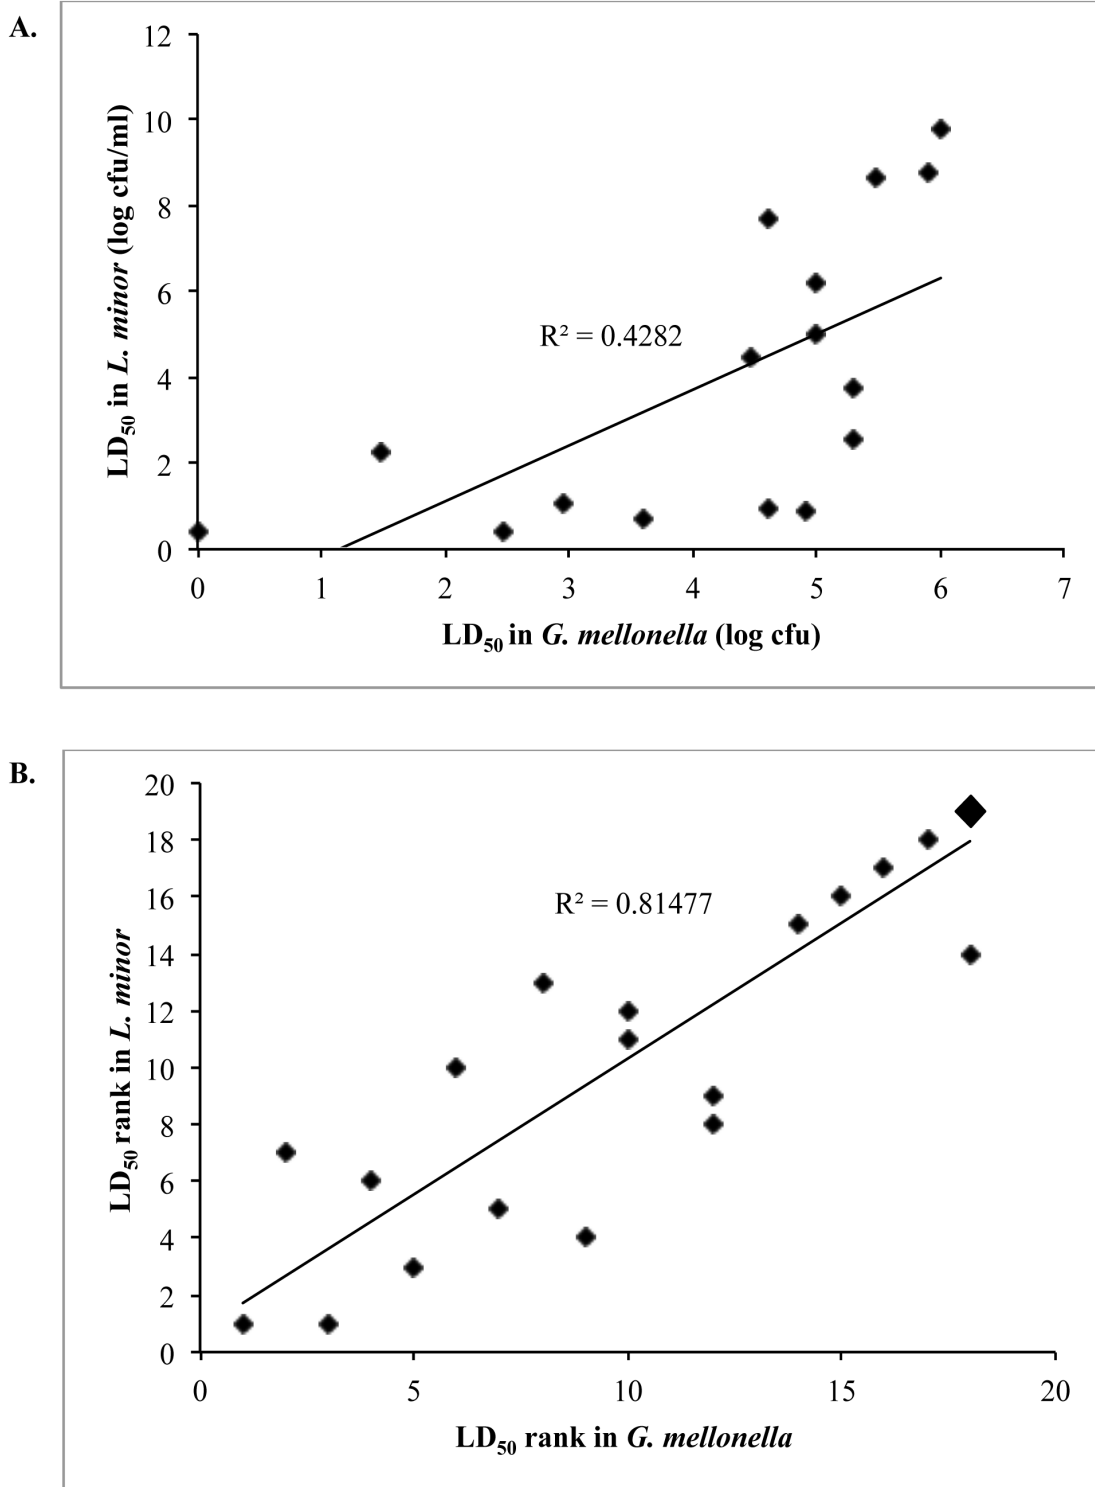 A.
12
10
8
6
4
2
0
LD50 in L. minor (log cfu/ml)
R² = 0.4282
0 1 2 3 4 5 6 7
LD50 in G. mellonella (log cfu)
B.
20
18
16
14
12
10
8
6
4
2
0
LD50 rank in L. minor
R² = 0.81477
0 5 10 15 20
LD50 rank in G. mellonella